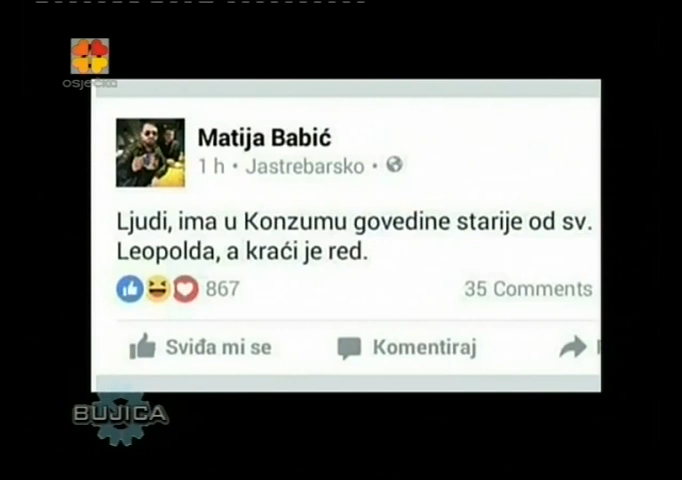 osječka
Matija Babić
1 h • Jastrebarsko •
Ljudi, ima u Konzumu govedine starije od sv.
Leopolda, a kraći je red.
867 35 Comments
Sviđa mi se Komentiraj
BUJICA